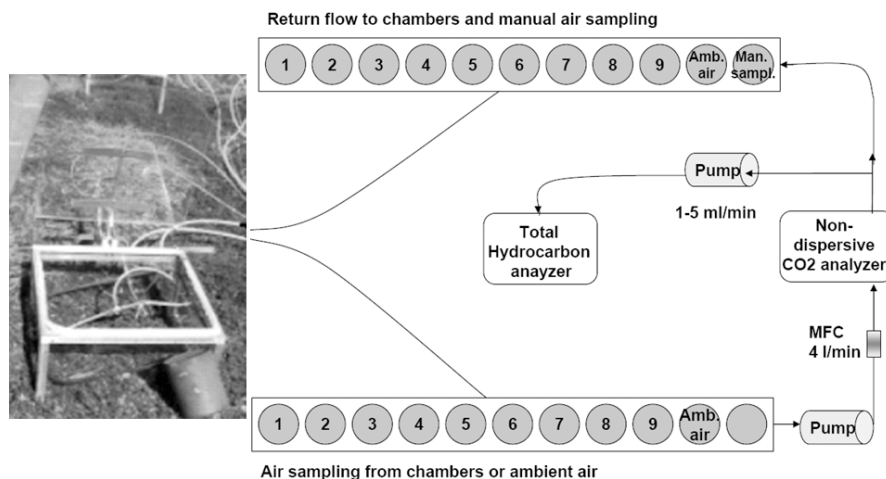 Return flow to chambers and manual air sampling
1 2 3 4 5 6 7 8 9 Amb. air Man. sampl.
Pump
1-5 ml/min
Total
Hydrocarbon
anayzer
Non-
dispersive
CO2 analyzer
MFC
4 l/min
1 2 3 4 5 6 7 8 9 Amb. air
Pump
Air sampling from chambers or ambient air